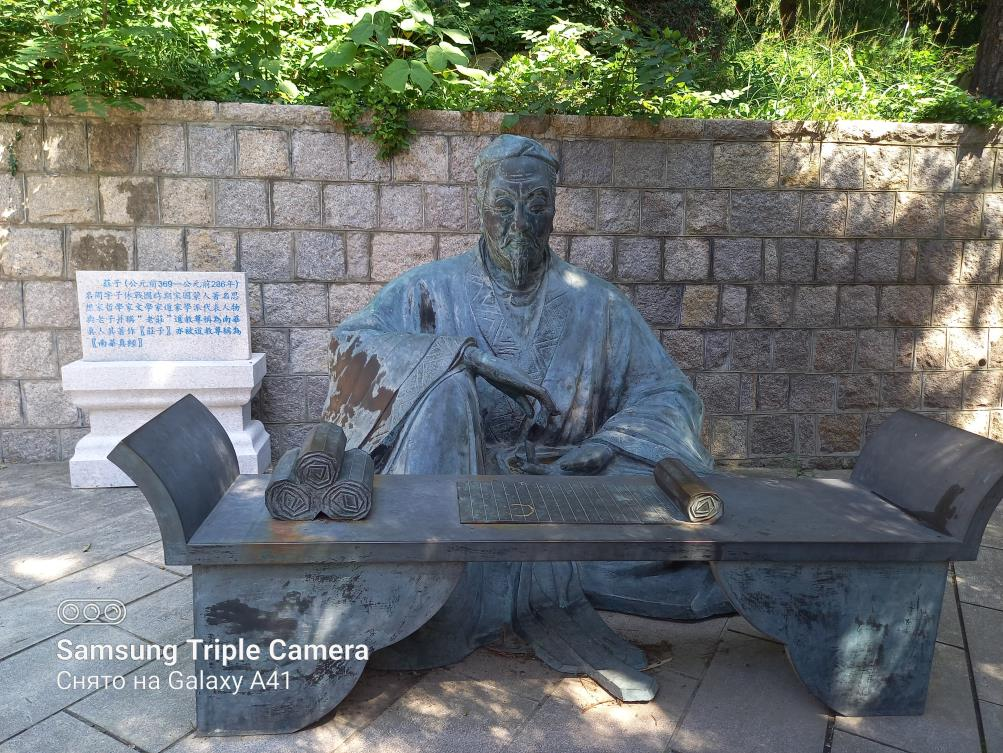 莊子(公元前369—公元前286年)
名周字子休戰國時期宋國蒙人著名思
想家哲學家文學家道家學派代表人物
與老子并稱“老莊”道教尊稱為南華
真人其著作【莊子】亦被道教尊稱為
【南華真經】
Samsung Triple Camera
Снято на Galaxy A41